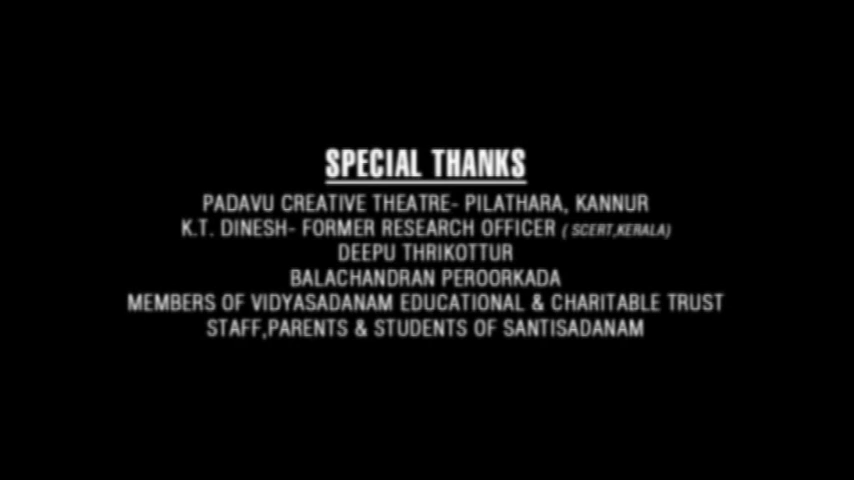 SPECIAL THANKS
PADAVU CREATIVE THEATRE- PILATHARA, KANNUR
K.T. DINESH- FORMER RESEARCH OFFICER ( SCERT,KERALA)
DEEPU THRIKOTTUR
BALACHANDRAN PEROORKADA
MEMBERS OF VIDYASADANAM EDUCATIONAL & CHARITABLE TRUST
STAFF,PARENTS & STUDENTS OF SANTISADANAM